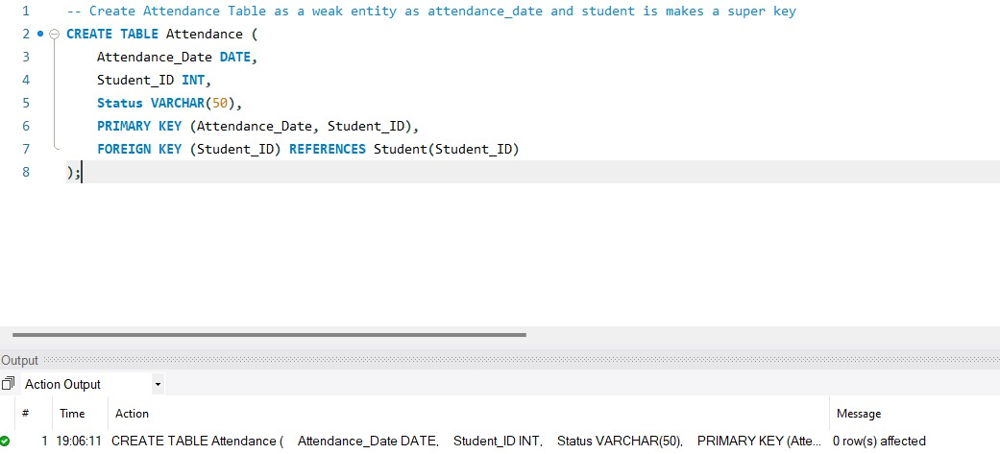 1 -- Create Attendance Table as a weak entity as attendance_date and student is makes a super key
2 CREATE TABLE Attendance (
3 Attendance_Date DATE,
4 Student_ID INT,
5 Status VARCHAR(50),
6 PRIMARY KEY (Attendance_Date, Student_ID),
7 FOREIGN KEY (Student_ID) REFERENCES Student(Student_ID)
8 );
Output
Action Output
# Time Action Message
1 19:06:11 CREATE TABLE Attendance ( Attendance_Date DATE, Student_ID INT, Status VARCHAR(50), PRIMARY KEY (Atte... 0 row(s) affected